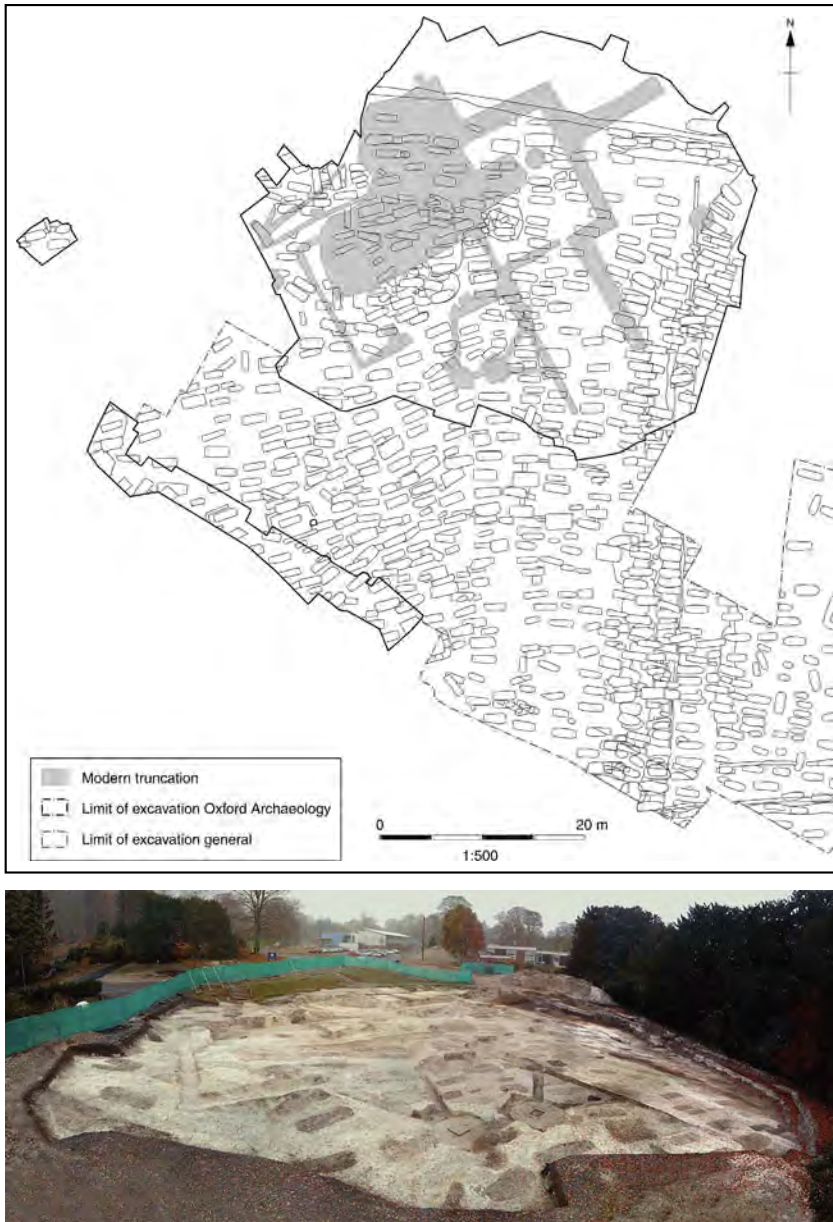 N
Modern truncation
Limit of excavation Oxford Archaeology
Limit of excavation general
0 20 m
1:500